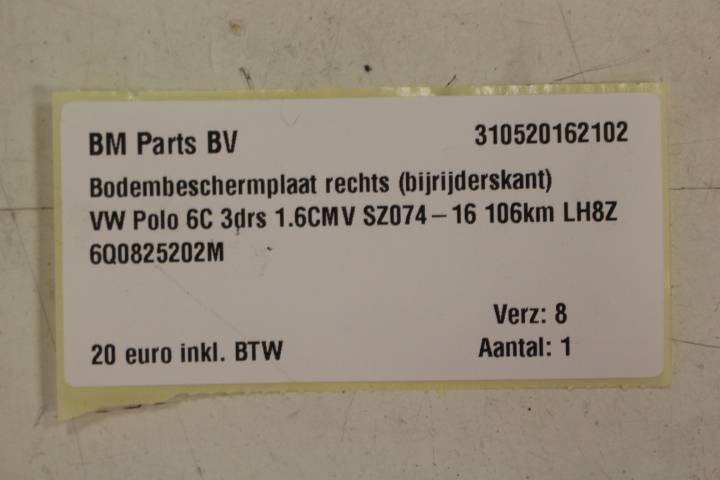 BM Parts BV 310520162102
Bodembeschermplaat rechts (bijrijderskant)
VW Polo 6C 3drs 1.6CMV SZ074-16 106km LH8Z
6Q0825202M
Verz: 8
20 euro inkl. BTW Aantal: 1